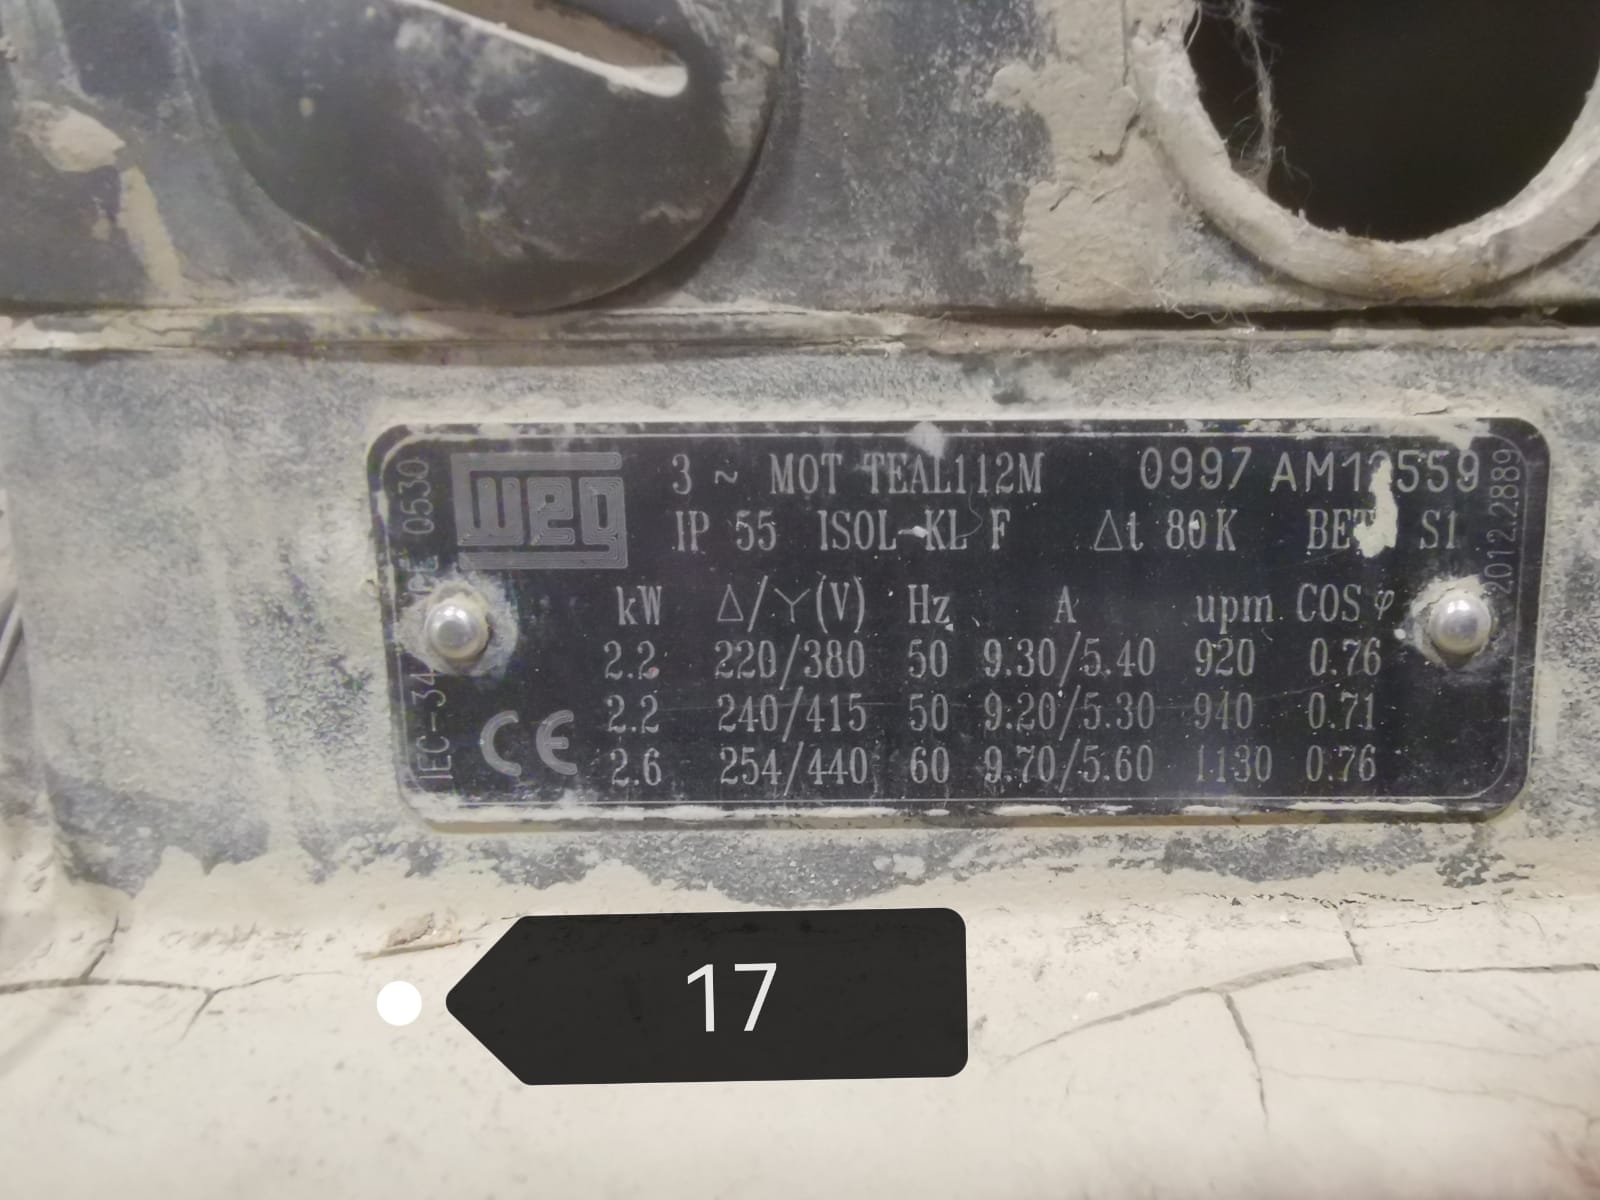 weg
3 ~ MOT TEAL112M 0997 AM12559
IP 55 ISOL-KL F Δt 80K S1
kW Δ/Y (V) Hz A upm COS φ
2.2 220/380 50 9.30/5.40 920 0.76
2.2 240/415 50 9.20/5.30 940 0.71
2.6 254/440 60 9.70/5.60 1130 0.76
CE
IEC-34 0530
2012.2889
17